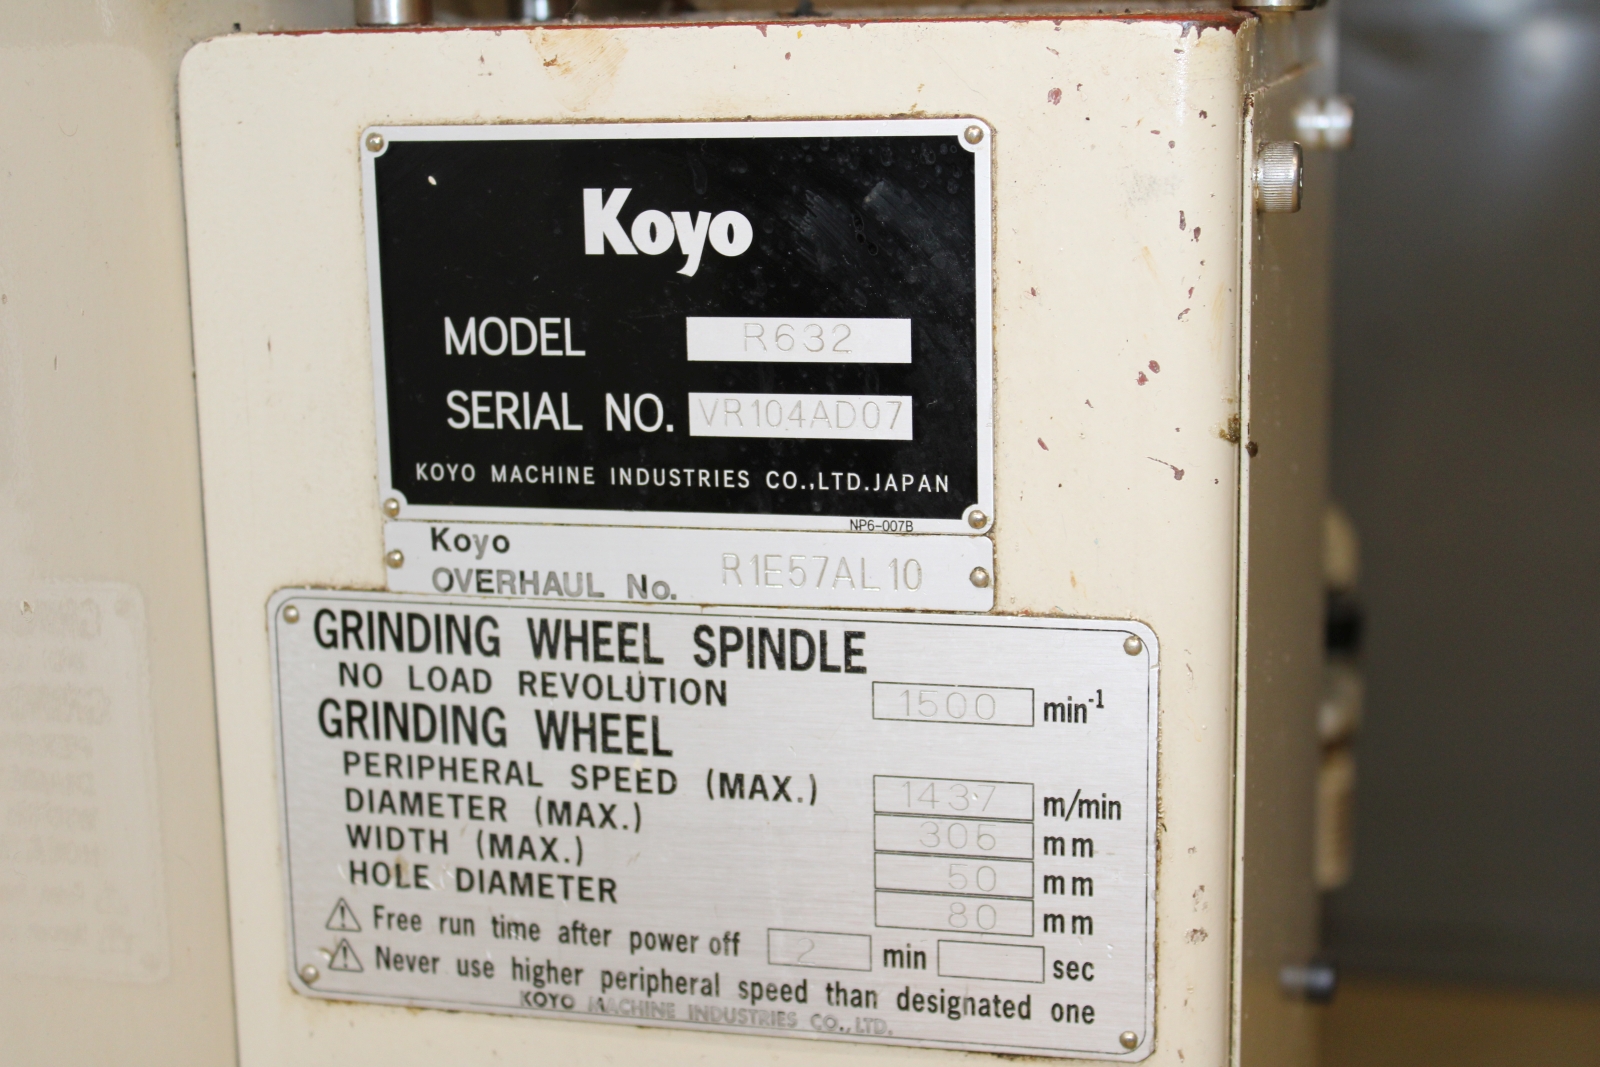 Koyo
MODEL R632
SERIAL NO. VR104AD07
KOYO MACHINE INDUSTRIES CO.,LTD.JAPAN
NP6-007B
Koyo
OVERHAUL No. R1E57AL10
GRINDING WHEEL SPINDLE
NO LOAD REVOLUTION 1500 min-1
GRINDING WHEEL
PERIPHERAL SPEED (MAX.) 1437 m/min
DIAMETER (MAX.) 305 mm
WIDTH (MAX.) 50 mm
HOLE DIAMETER 80 mm
⚠ Free run time after power off 2 min sec
⚠ Never use higher peripheral speed than designated one
KOYO MACHINE INDUSTRIES CO.,LTD.